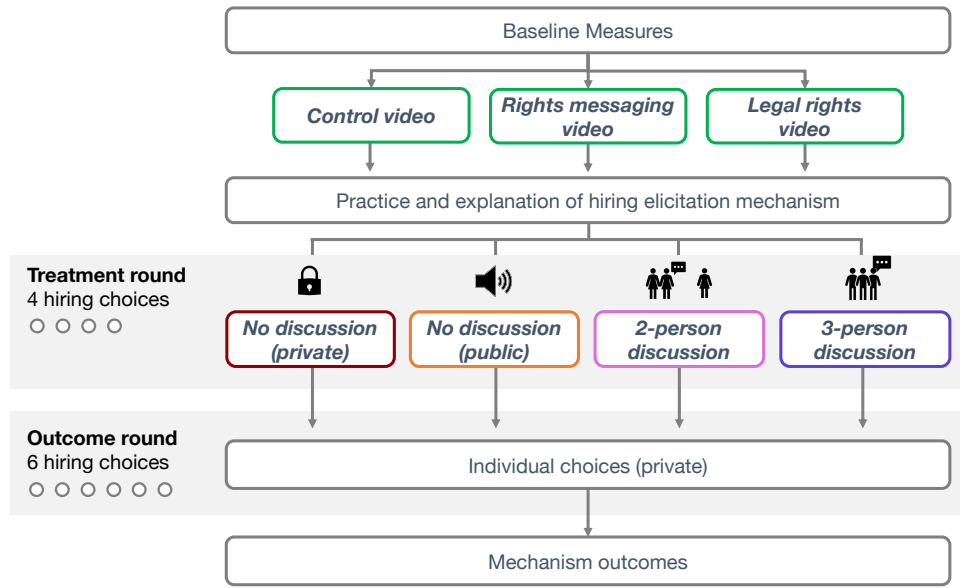 Baseline Measures
Control video
Rights messaging
video
Legal rights
video
Practice and explanation of hiring elicitation mechanism
Treatment round
4 hiring choices
No discussion
(private)
No discussion
(public)
2-person
discussion
3-person
discussion
Outcome round
6 hiring choices
Individual choices (private)
Mechanism outcomes